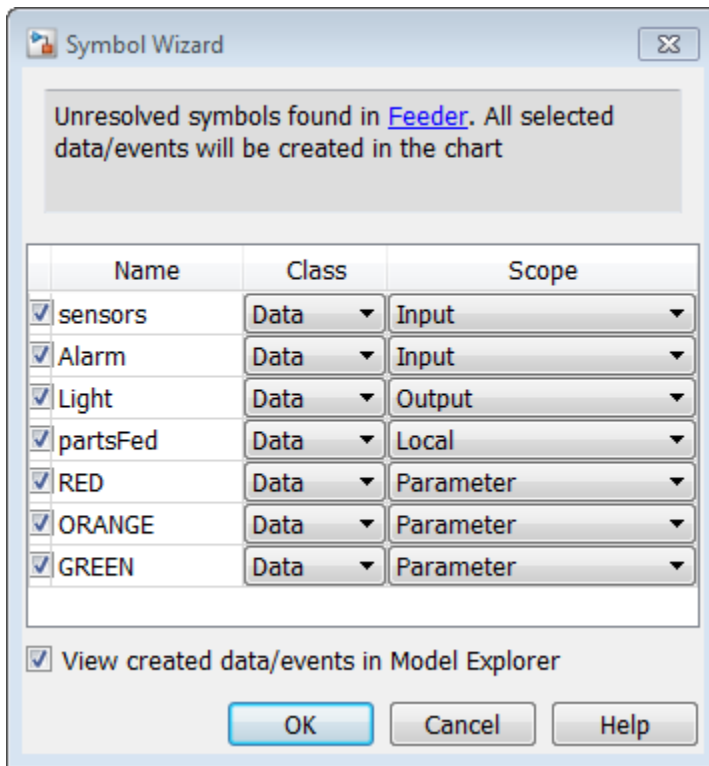 Symbol Wizard
Unresolved symbols found in Feeder. All selected
data/events will be created in the chart
Name Class Scope
sensors Data Input
Alarm Data Input
Light Data Output
partsFed Data Local
RED Data Parameter
ORANGE Data Parameter
GREEN Data Parameter
View created data/events in Model Explorer
OK Cancel Help